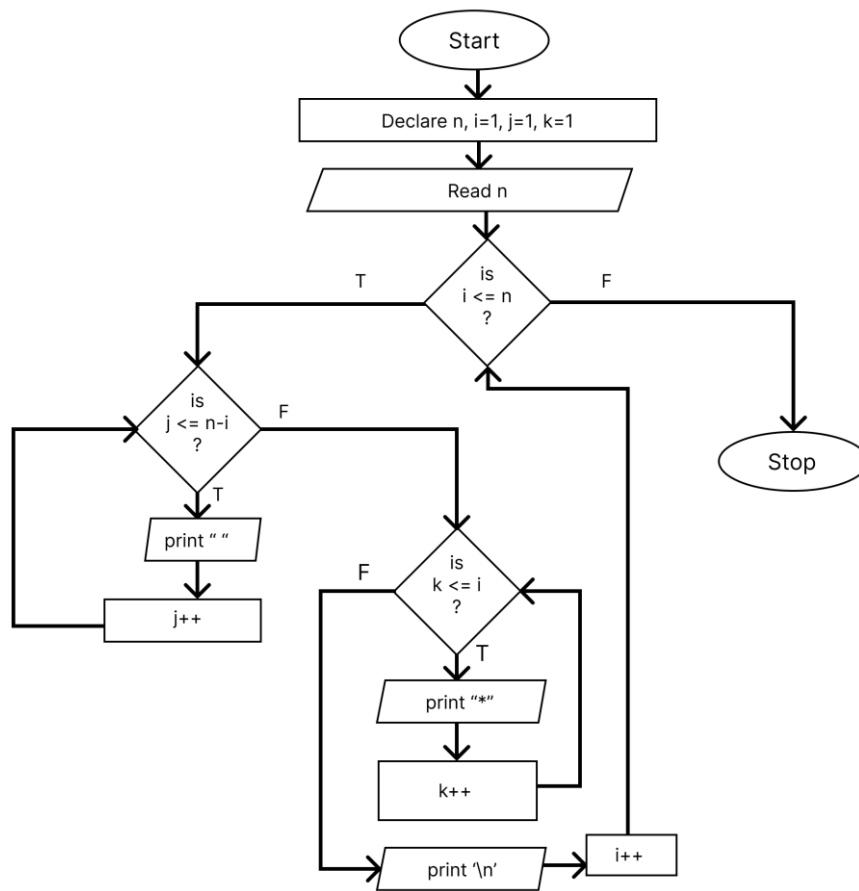 Start
Declare n, i=1, j=1, k=1
Read n
is
i <= n
?
T
F
is
j <= n-i
?
F
T
print “ “
j++
Stop
is
k <= i
?
F
T
print “*”
k++
print ‘\n’
i++